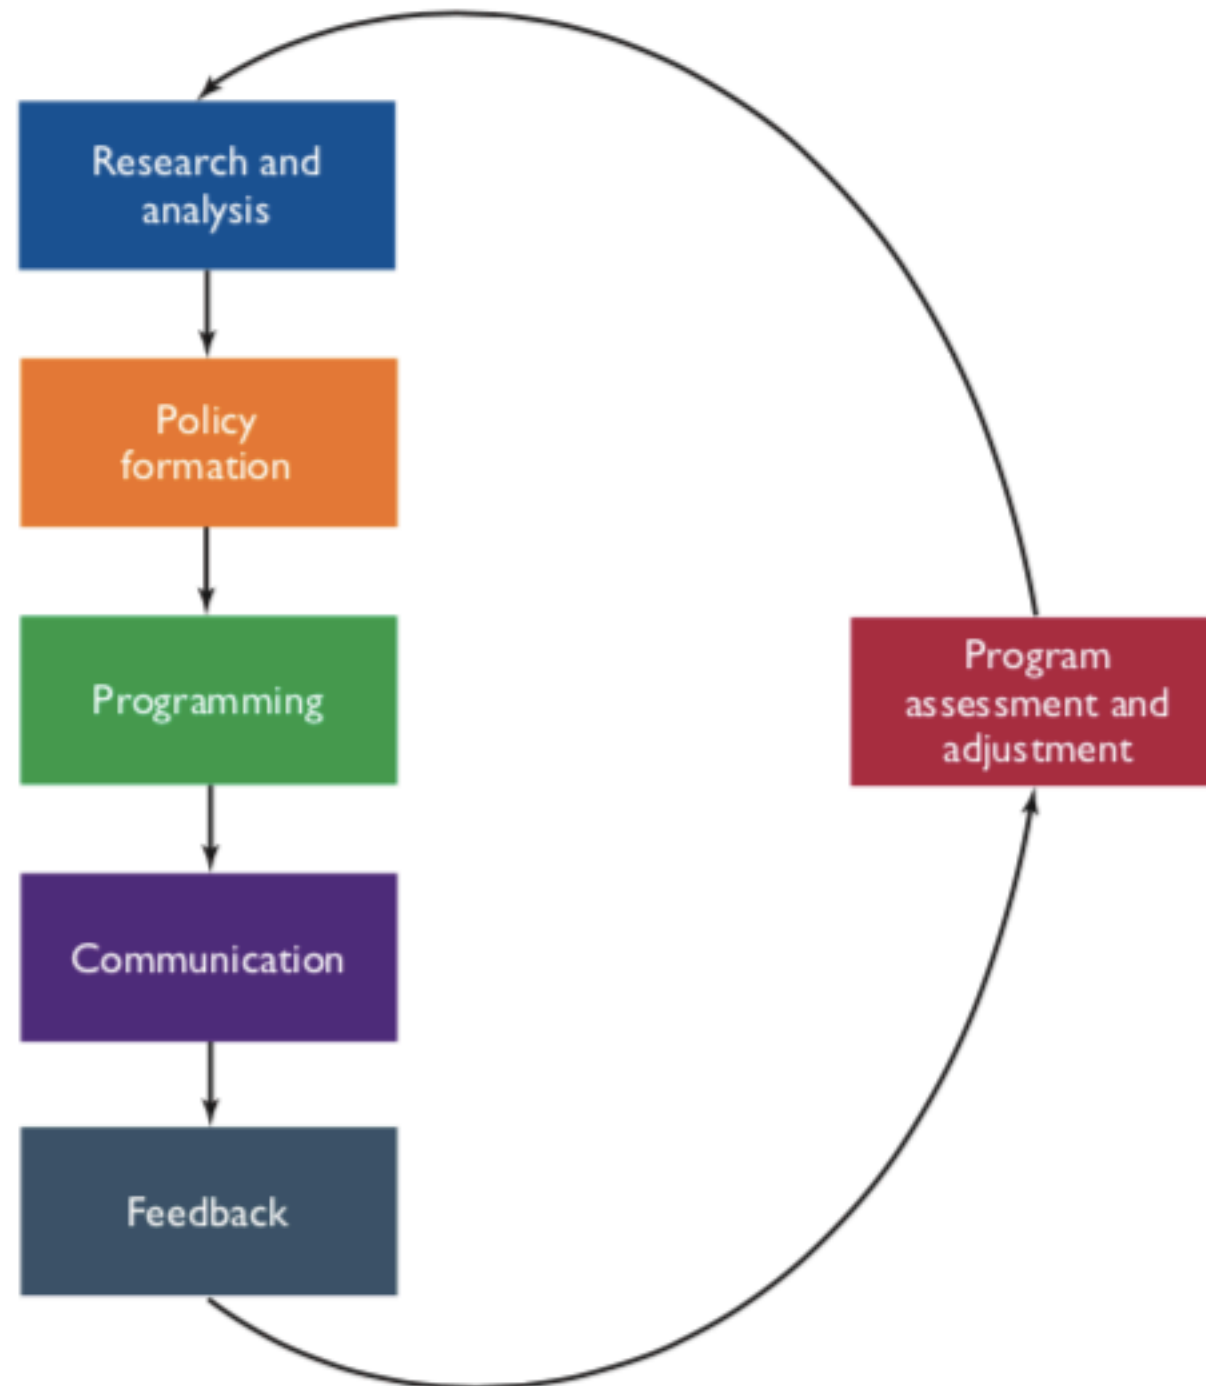 Research and
analysis
Policy
formation
Programming
Program
assessment and
adjustment
Communication
Feedback